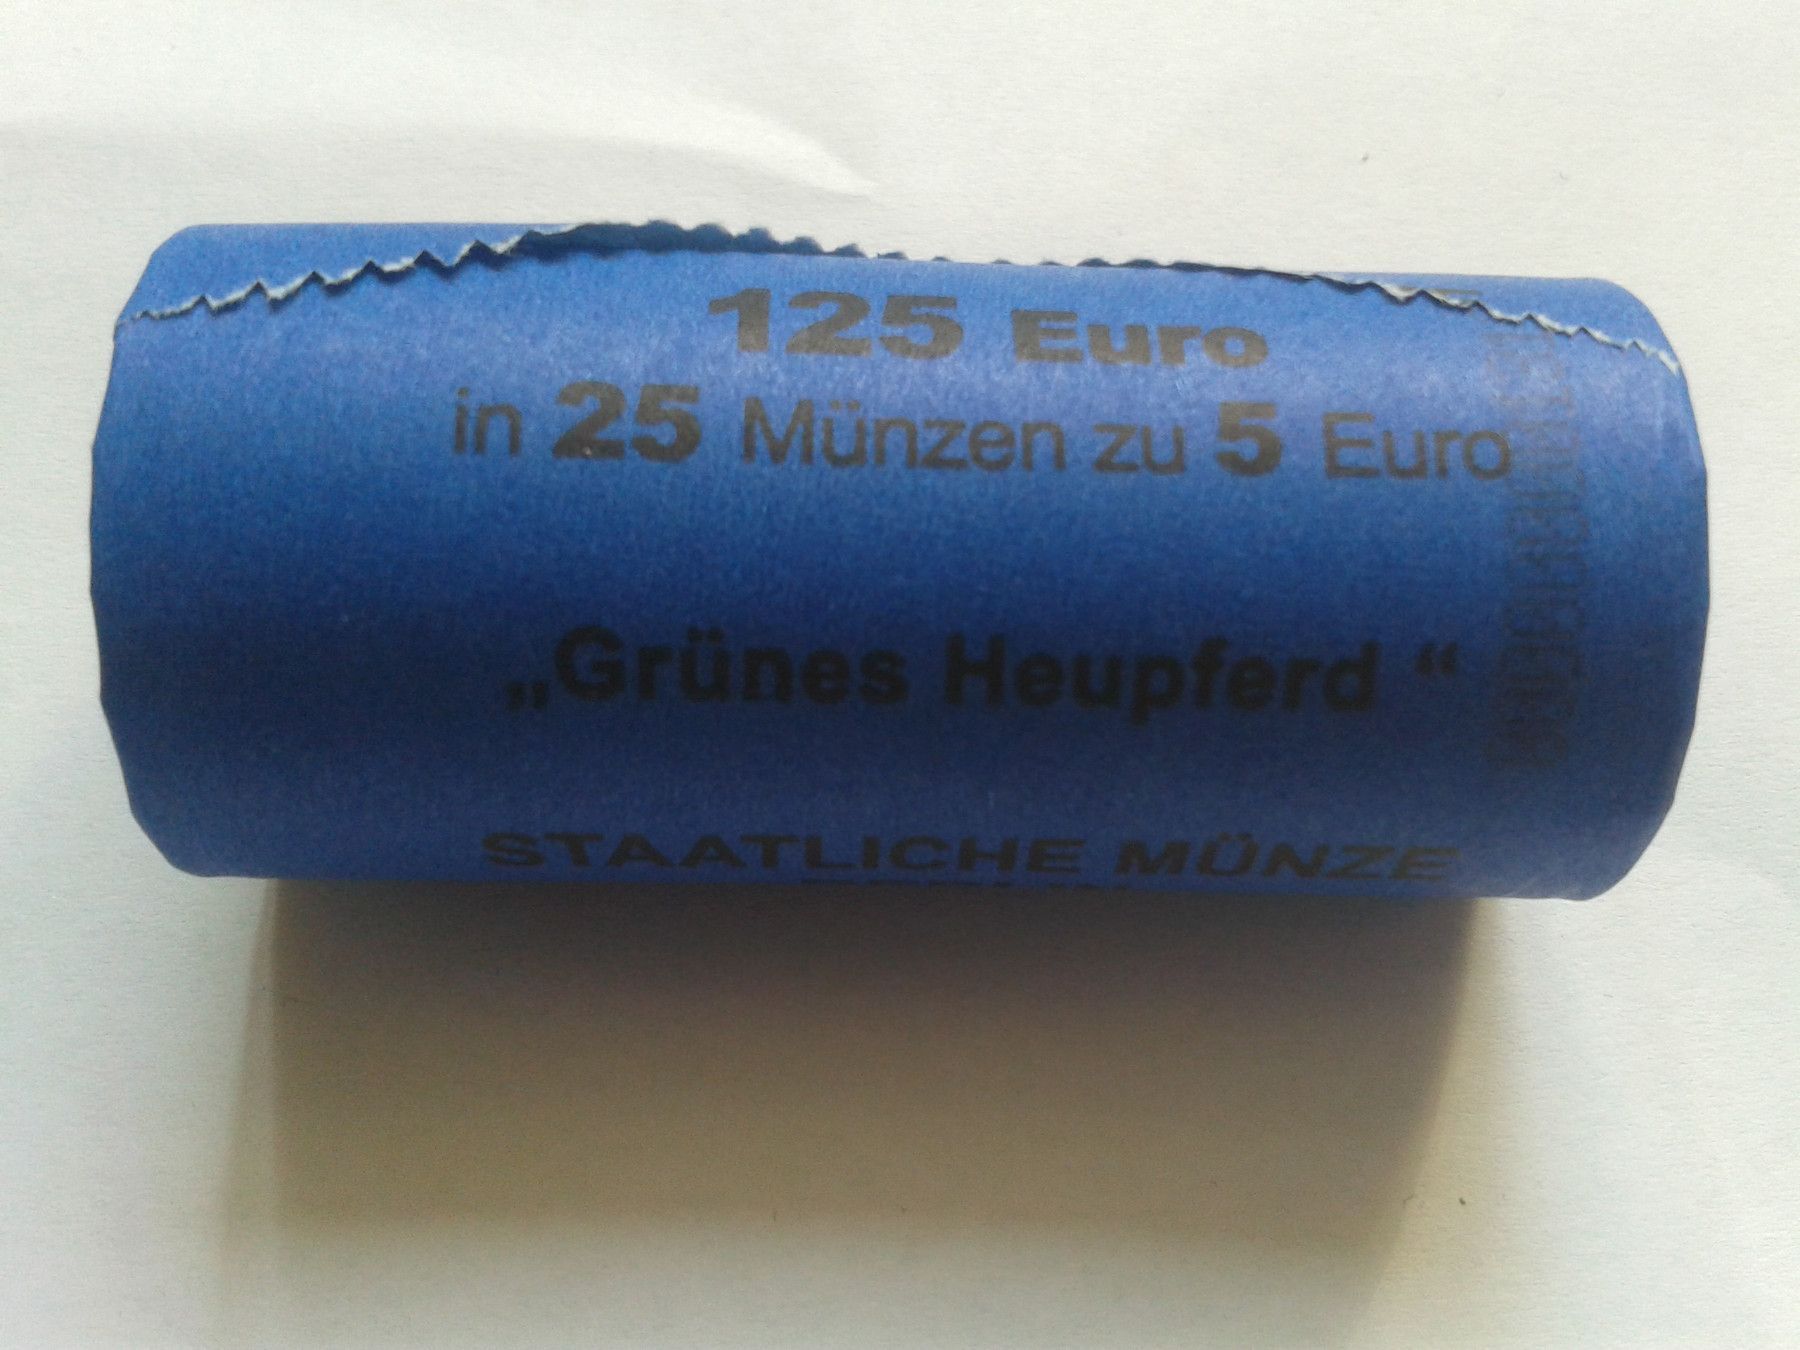 125 Euro
in 25 Münzen zu 5 Euro
„Grünes Heupferd “
STAATLICHE MÜNZE